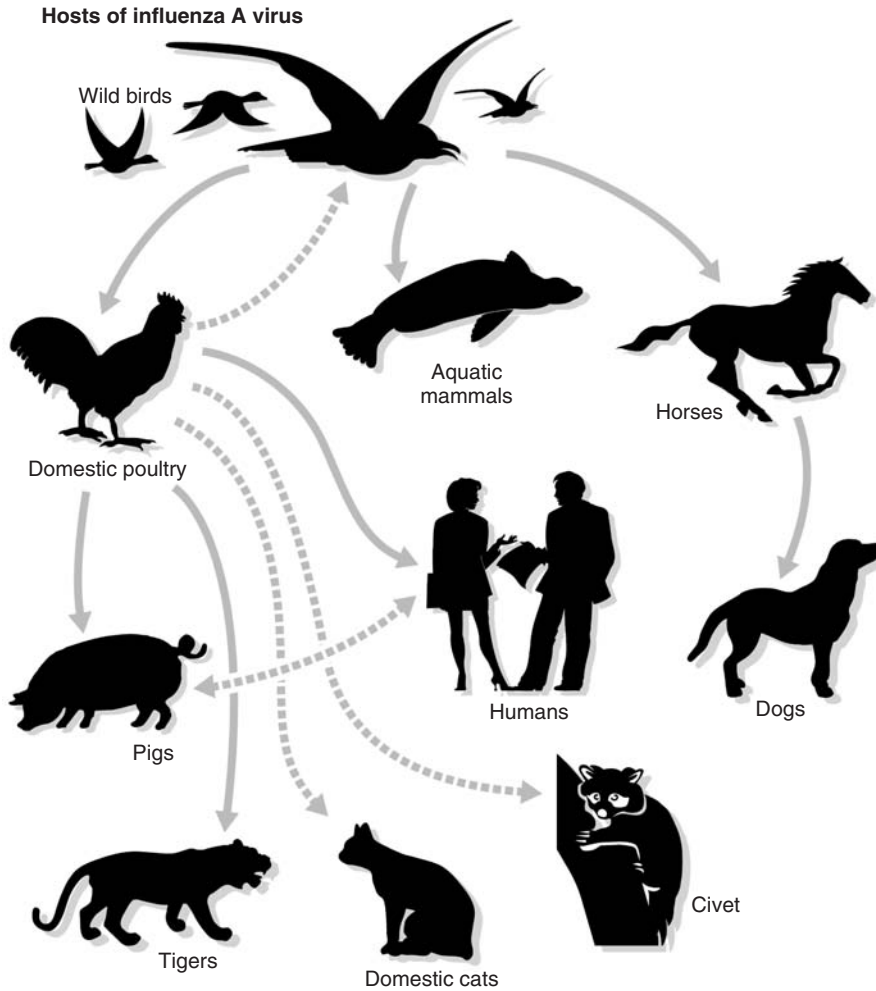 Hosts of influenza A virus
Wild birds
Aquatic
mammals
Horses
Domestic poultry
Humans
Dogs
Pigs
Civet
Tigers
Domestic cats